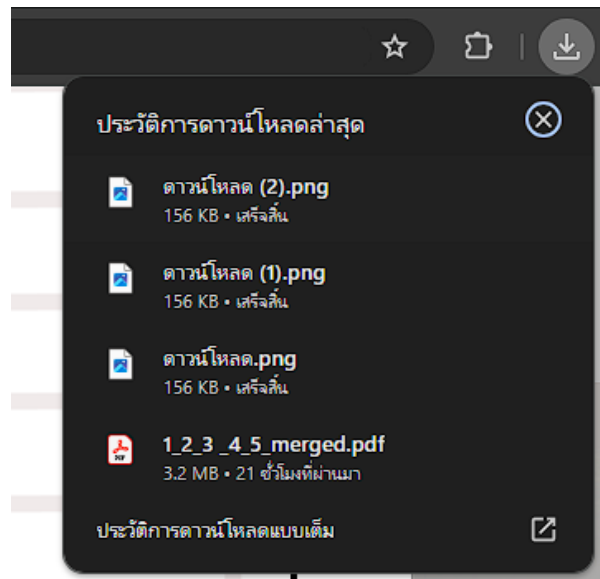 ประวัติการดาวน์โหลดล่าสุด
ดาวน์โหลด (2).png
156 KB • เสร็จสิ้น
ดาวน์โหลด (1).png
156 KB • เสร็จสิ้น
ดาวน์โหลด.png
156 KB • เสร็จสิ้น
1_2_3 _4_5_merged.pdf
3.2 MB • 21 ชั่วโมงที่ผ่านมา
ประวัติการดาวน์โหลดแบบเต็ม